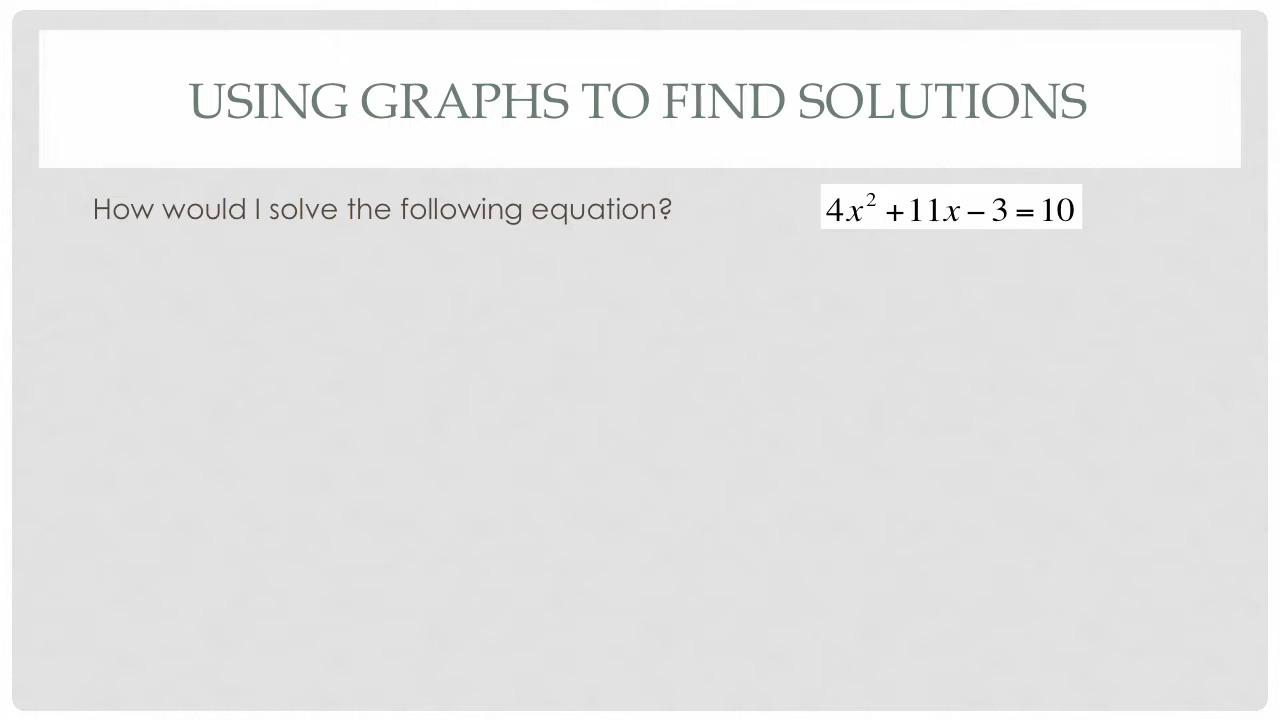 USING GRAPHS TO FIND SOLUTIONS
How would I solve the following equation? 4x² + 11x − 3 = 10